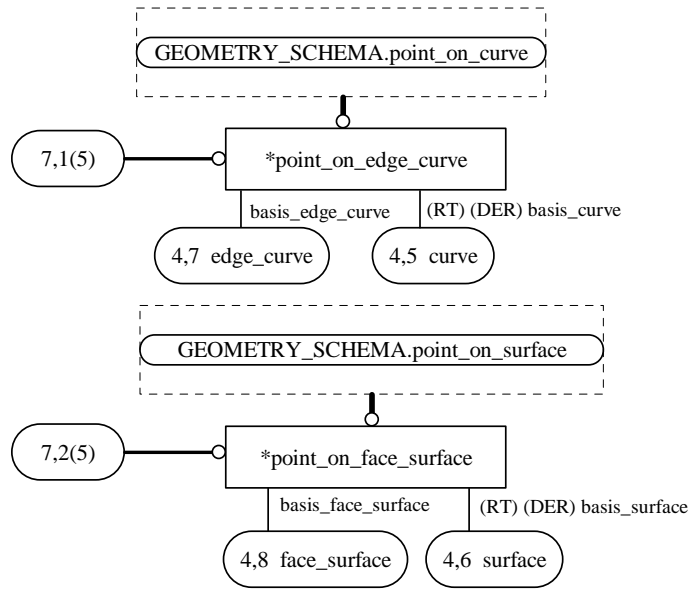 GEOMETRY_SCHEMA.point_on_curve
7,1(5)
*point_on_edge_curve
basis_edge_curve
(RT) (DER) basis_curve
4,7 edge_curve
4,5 curve
GEOMETRY_SCHEMA.point_on_surface
7,2(5)
*point_on_face_surface
basis_face_surface
(RT) (DER) basis_surface
4,8 face_surface
4,6 surface